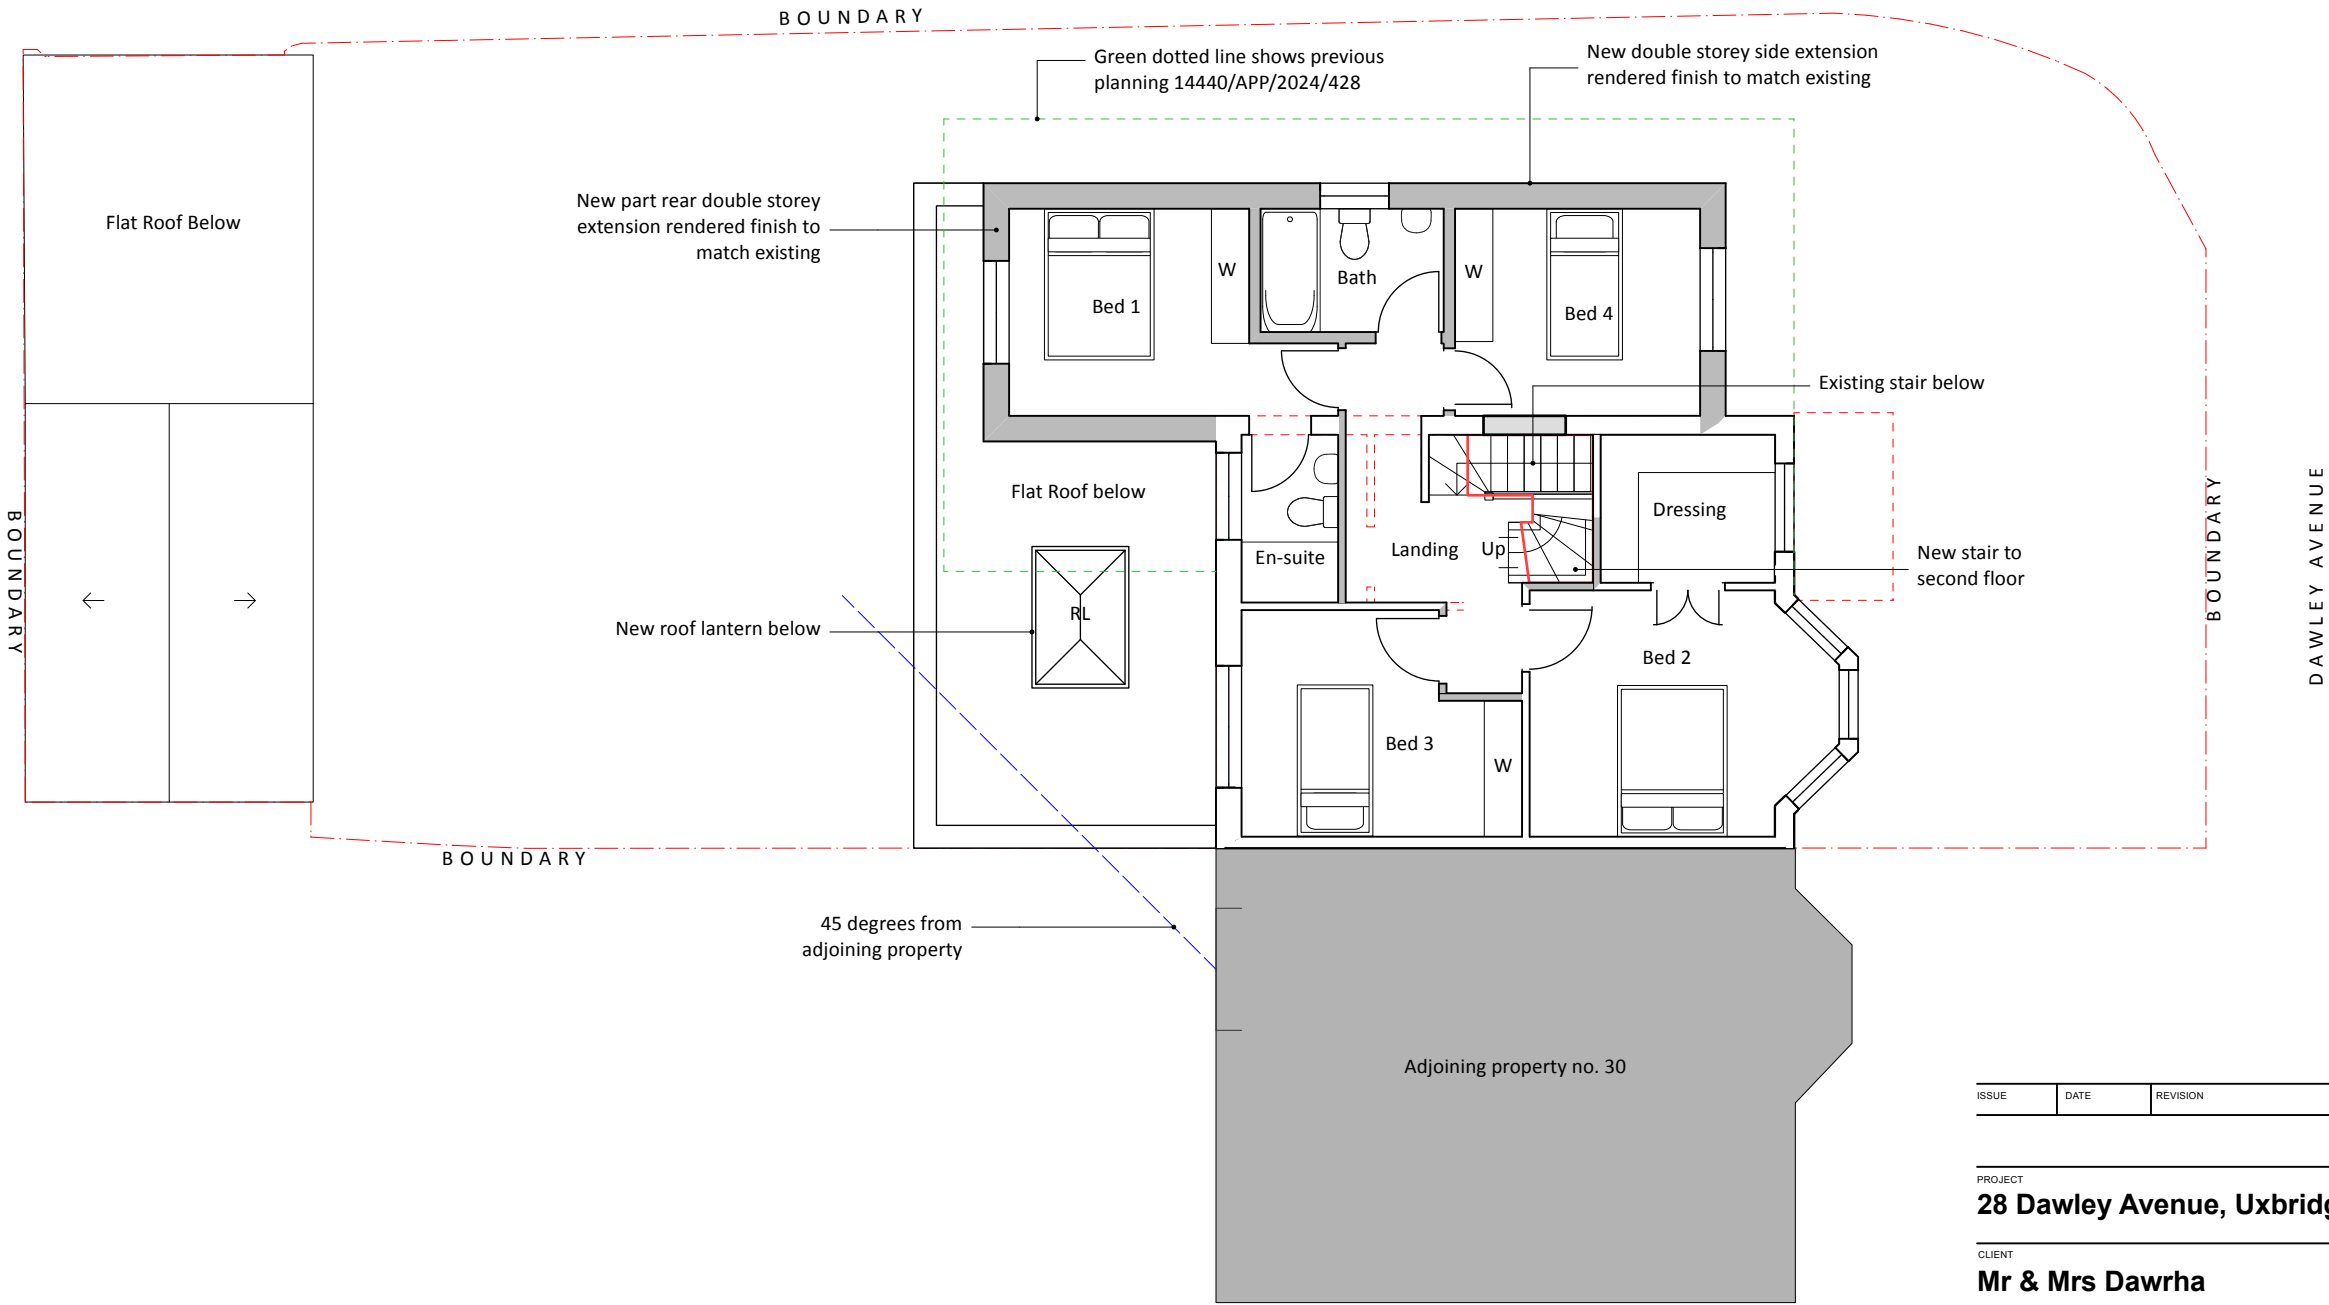 BOUNDARY
Green dotted line shows previous
planning 14440/APP/2024/428
New double storey side extension
rendered finish to match existing
Flat Roof Below
New part rear double storey
extension rendered finish to
match existing
Bed 1
W
Bath
W
Bed 4
Existing stair below
Flat Roof below
En-suite
Landing
Up
Dressing
New stair to
second floor
BOUNDARY
BOUNDARY
DAWLEY AVENUE
New roof lantern below
RL
Bed 3
W
Bed 2
BOUNDARY
45 degrees from
adjoining property
Adjoining property no. 30
ISSUE DATE REVISION
PROJECT
28 Dawley Avenue, Uxbridg
CLIENT
Mr & Mrs Dawrha